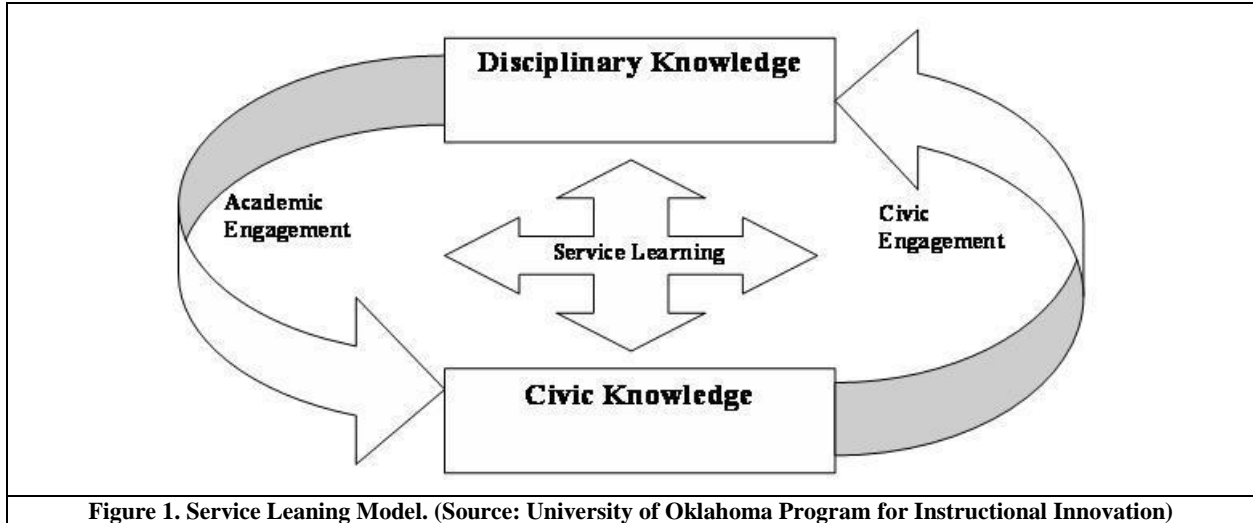 Disciplinary Knowledge
Academic
Engagement
Civic
Engagement
Service Learning
Civic Knowledge
Figure 1. Service Leaning Model. (Source: University of Oklahoma Program for Instructional Innovation)